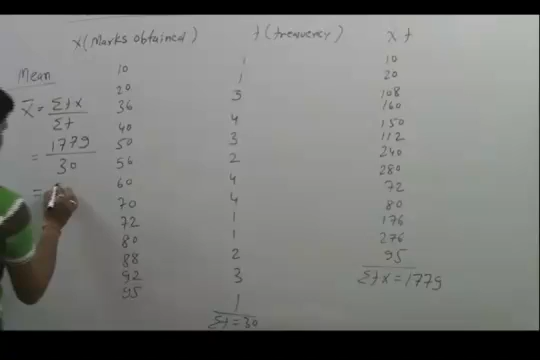 x (Marks obtained) f (frequency) x f
Mean
x̄ = Σfx / Σf
= 1779 / 30
=
10 1 10
20 1 20
36 3 108
40 4 160
50 3 150
56 2 112
60 4 240
70 4 280
72 1 72
80 1 80
88 2 176
92 3 276
95 1 95
Σf = 30 Σfx = 1779